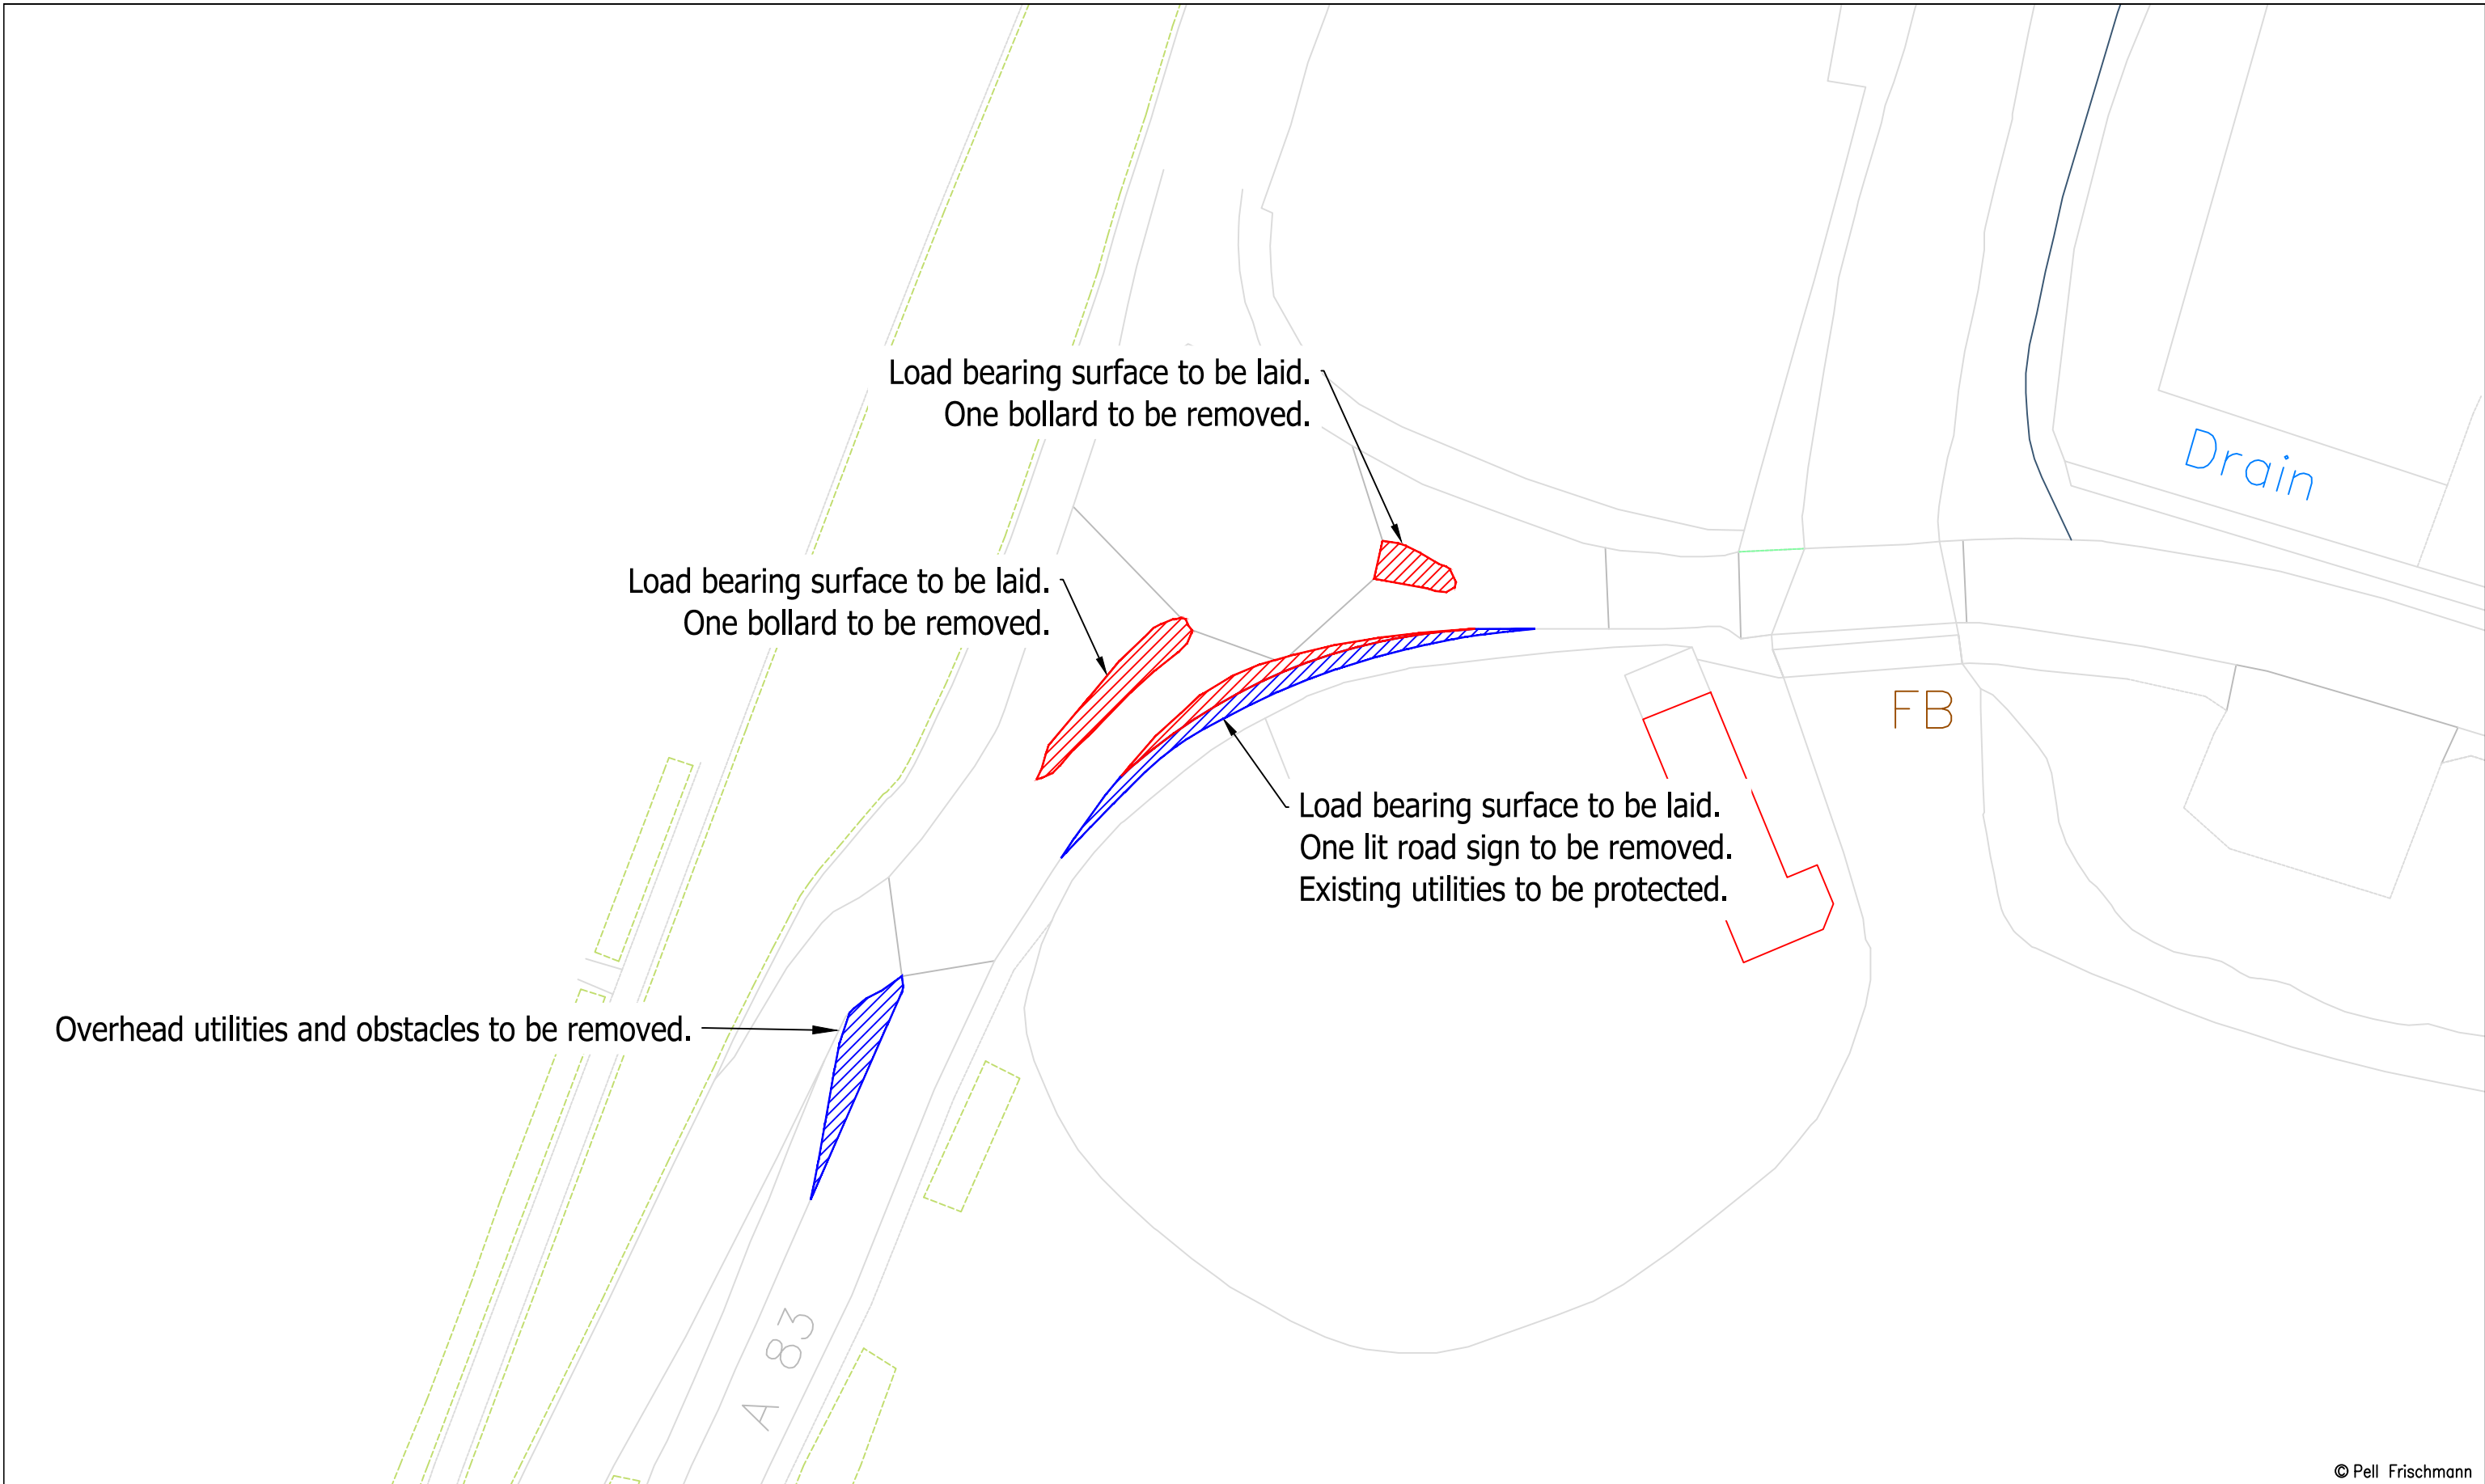 Load bearing surface to be laid.
One bollard to be removed.
Drain
Load bearing surface to be laid.
One bollard to be removed.
FB
Load bearing surface to be laid.
One lit road sign to be removed.
Existing utilities to be protected.
Overhead utilities and obstacles to be removed.
A 83
© Pell Frischmann